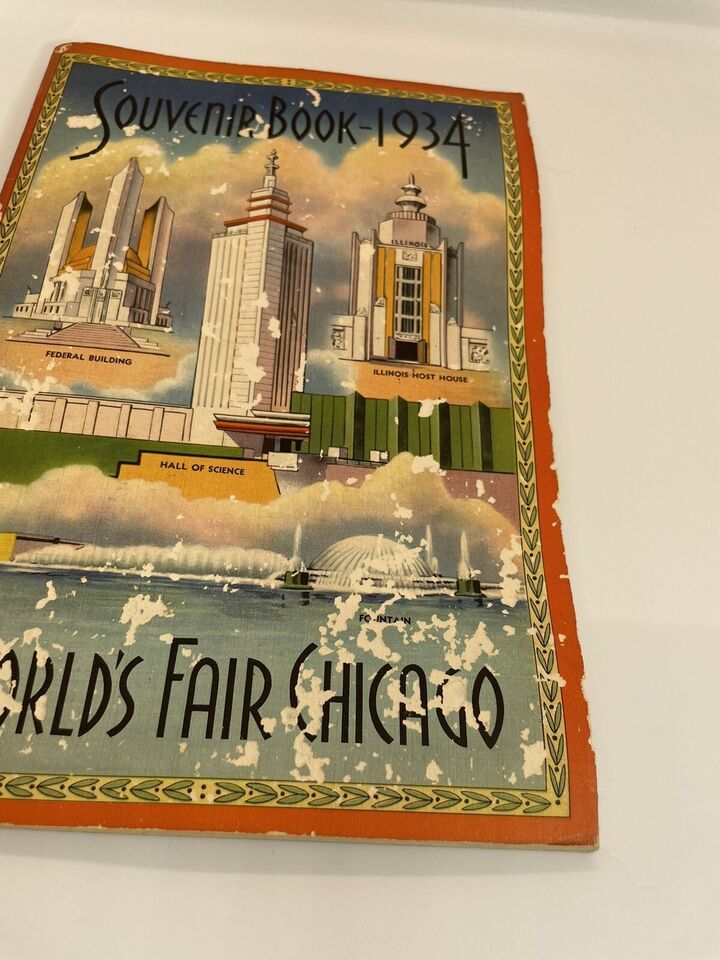 SOUVENIR BOOK-1934
ILLINOIS
FEDERAL BUILDING
ILLINOIS HOST HOUSE
HALL OF SCIENCE
FOUNTAIN
ORLD'S FAIR CHICAGO